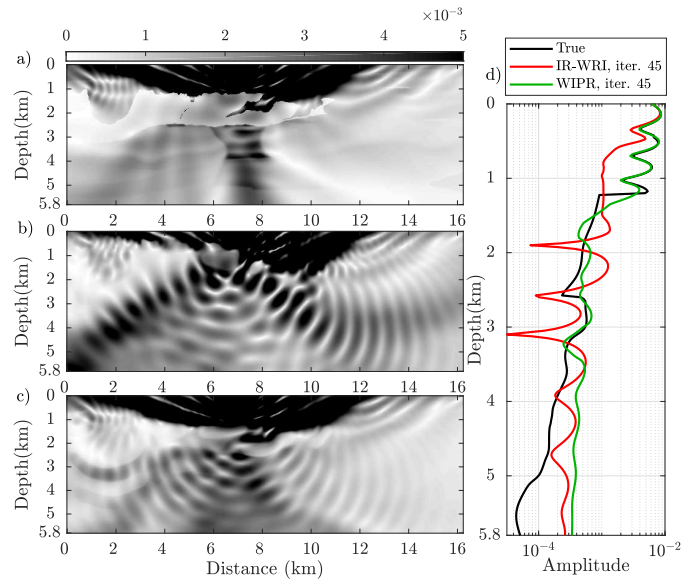 ×10−3
0 1 2 3 4 5
a)
0
1
2
3
4
5
5.8
Depth(km)
0 2 4 6 8 10 12 14 16
b)
0
1
2
3
4
5
5.8
Depth(km)
0 2 4 6 8 10 12 14 16
c)
0
1
2
3
4
5
5.8
Depth(km)
0 2 4 6 8 10 12 14 16
Distance (km)
True
IR-WRI, iter. 45
WIPR, iter. 45
d)
0
1
2
3
4
5
5.8
Depth(km)
10−4 10−2
Amplitude